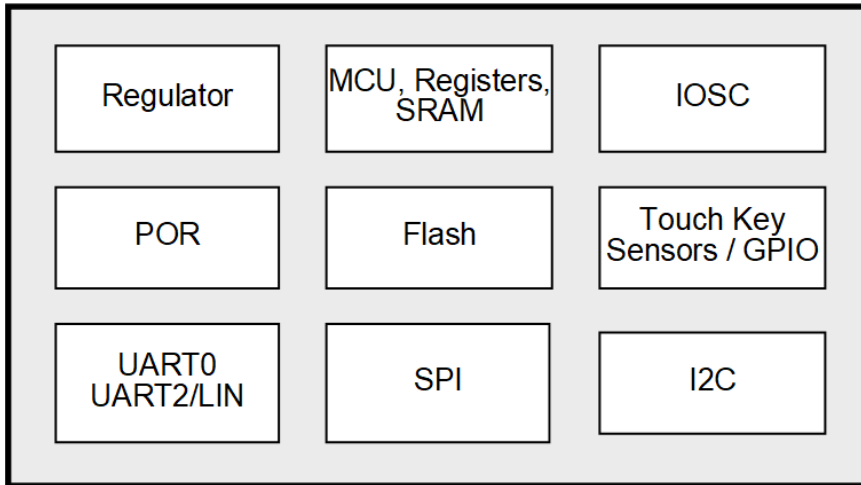 Regulator
MCU, Registers,
SRAM
IOSC
POR
Flash
Touch Key
Sensors / GPIO
UART0
UART2/LIN
SPI
I2C